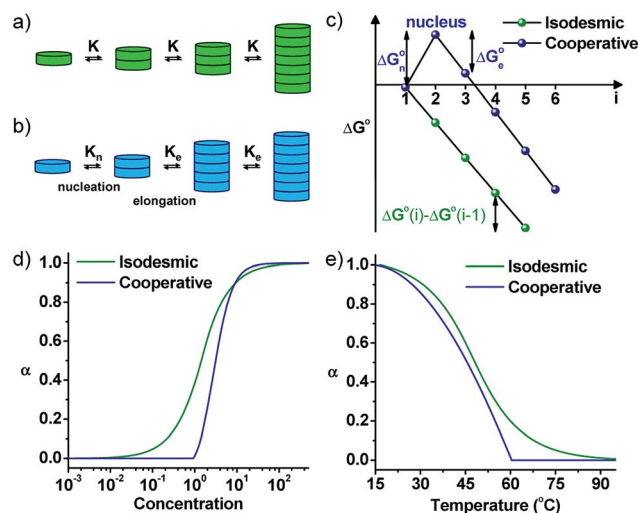 a) K K K
b) Kₙ Kₑ Kₑ
nucleation
elongation
c) nucleus
Isodesmic
Cooperative
ΔGₙ° ΔGₑ°
1 2 3 4 5 6 i
ΔG°
ΔG°(i)-ΔG°(i-1)
d)
Isodesmic
Cooperative
1.0
0.8
0.6
α
0.4
0.2
0.0
10⁻³ 10⁻² 10⁻¹ 10⁰ 10¹ 10²
Concentration
e)
Isodesmic
Cooperative
1.0
0.8
0.6
α
0.4
0.2
0.0
15 30 45 60 75 90
Temperature (°C)